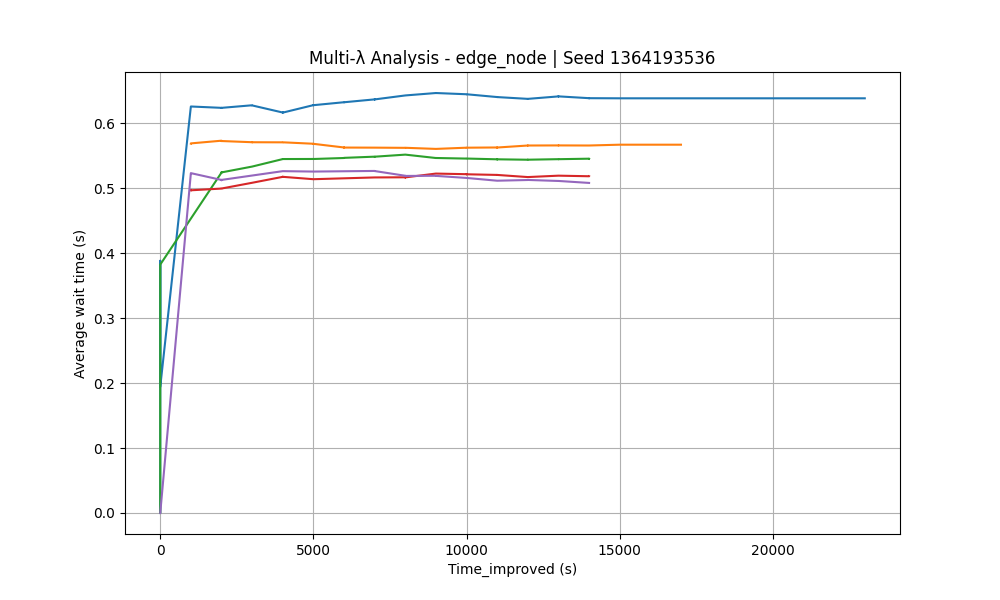 Multi-λ Analysis - edge_node | Seed 1364193536
Average wait time (s)
0.6
0.5
0.4
0.3
0.2
0.1
0.0
0 5000 10000 15000 20000
Time_improved (s)